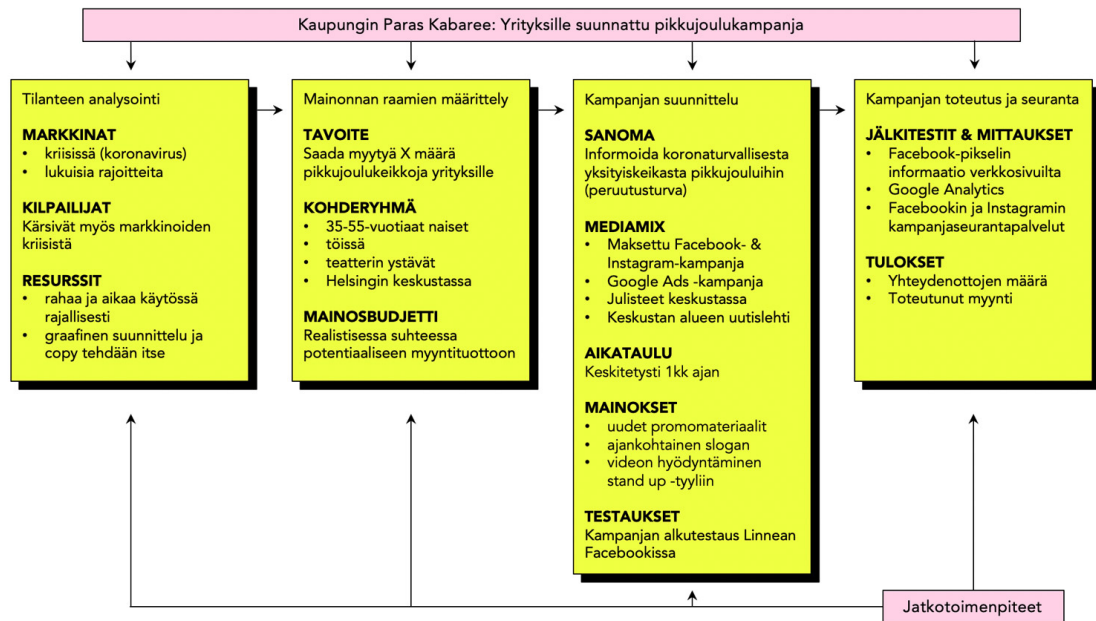 Kaupungin Paras Kabaree: Yrityksille suunnattu pikkujoulukampanja
Tilanteen analysointi
MARKKINAT
• kriisissä (koronavirus)
• lukuisia rajoitteita
KILPAILIJAT
Kärsivät myös markkinoiden
kriisistä
RESURSSIT
• rahaa ja aikaa käytössä
rajallisesti
• graafinen suunnittelu ja
copy tehdään itse
Mainonnan raamien määrittely
TAVOITE
Saada myytyä X määrä
pikkujoulukeikkoja yrityksille
KOHDERYHMÄ
• 35-55-vuotiaat naiset
• töissä
• teatterin ystävät
• Helsingin keskustassa
MAINOSBUDJETTI
Realistisessa suhteessa
potentiaaliseen myyntituottoon
Kampanjan suunnittelu
SANOMA
Informoida koronaturvallisesta
yksityiskeikasta pikkujouluihin
(peruutusturva)
MEDIAMIX
• Maksettu Facebook- &
Instagram-kampanja
• Google Ads -kampanja
• Julisteet keskustassa
• Keskustan alueen uutislehti
AIKATAULU
Keskitetysti 1kk ajan
MAINOKSET
• uudet promomateriaalit
• ajankohtainen slogan
• videon hyödyntäminen
stand up -tyyliin
TESTAUKSET
Kampanjan alkutestaus Linnean
Facebookissa
Kampanjan toteutus ja seuranta
JÄLKITESTIT & MITTAUKSET
• Facebook-pikselin
informaatio verkkosivuilta
• Google Analytics
• Facebookin ja Instagramin
kampanjaseurantapalvelut
TULOKSET
• Yhteydenottojen määrä
• Toteutunut myynti
Jatkotoimenpiteet